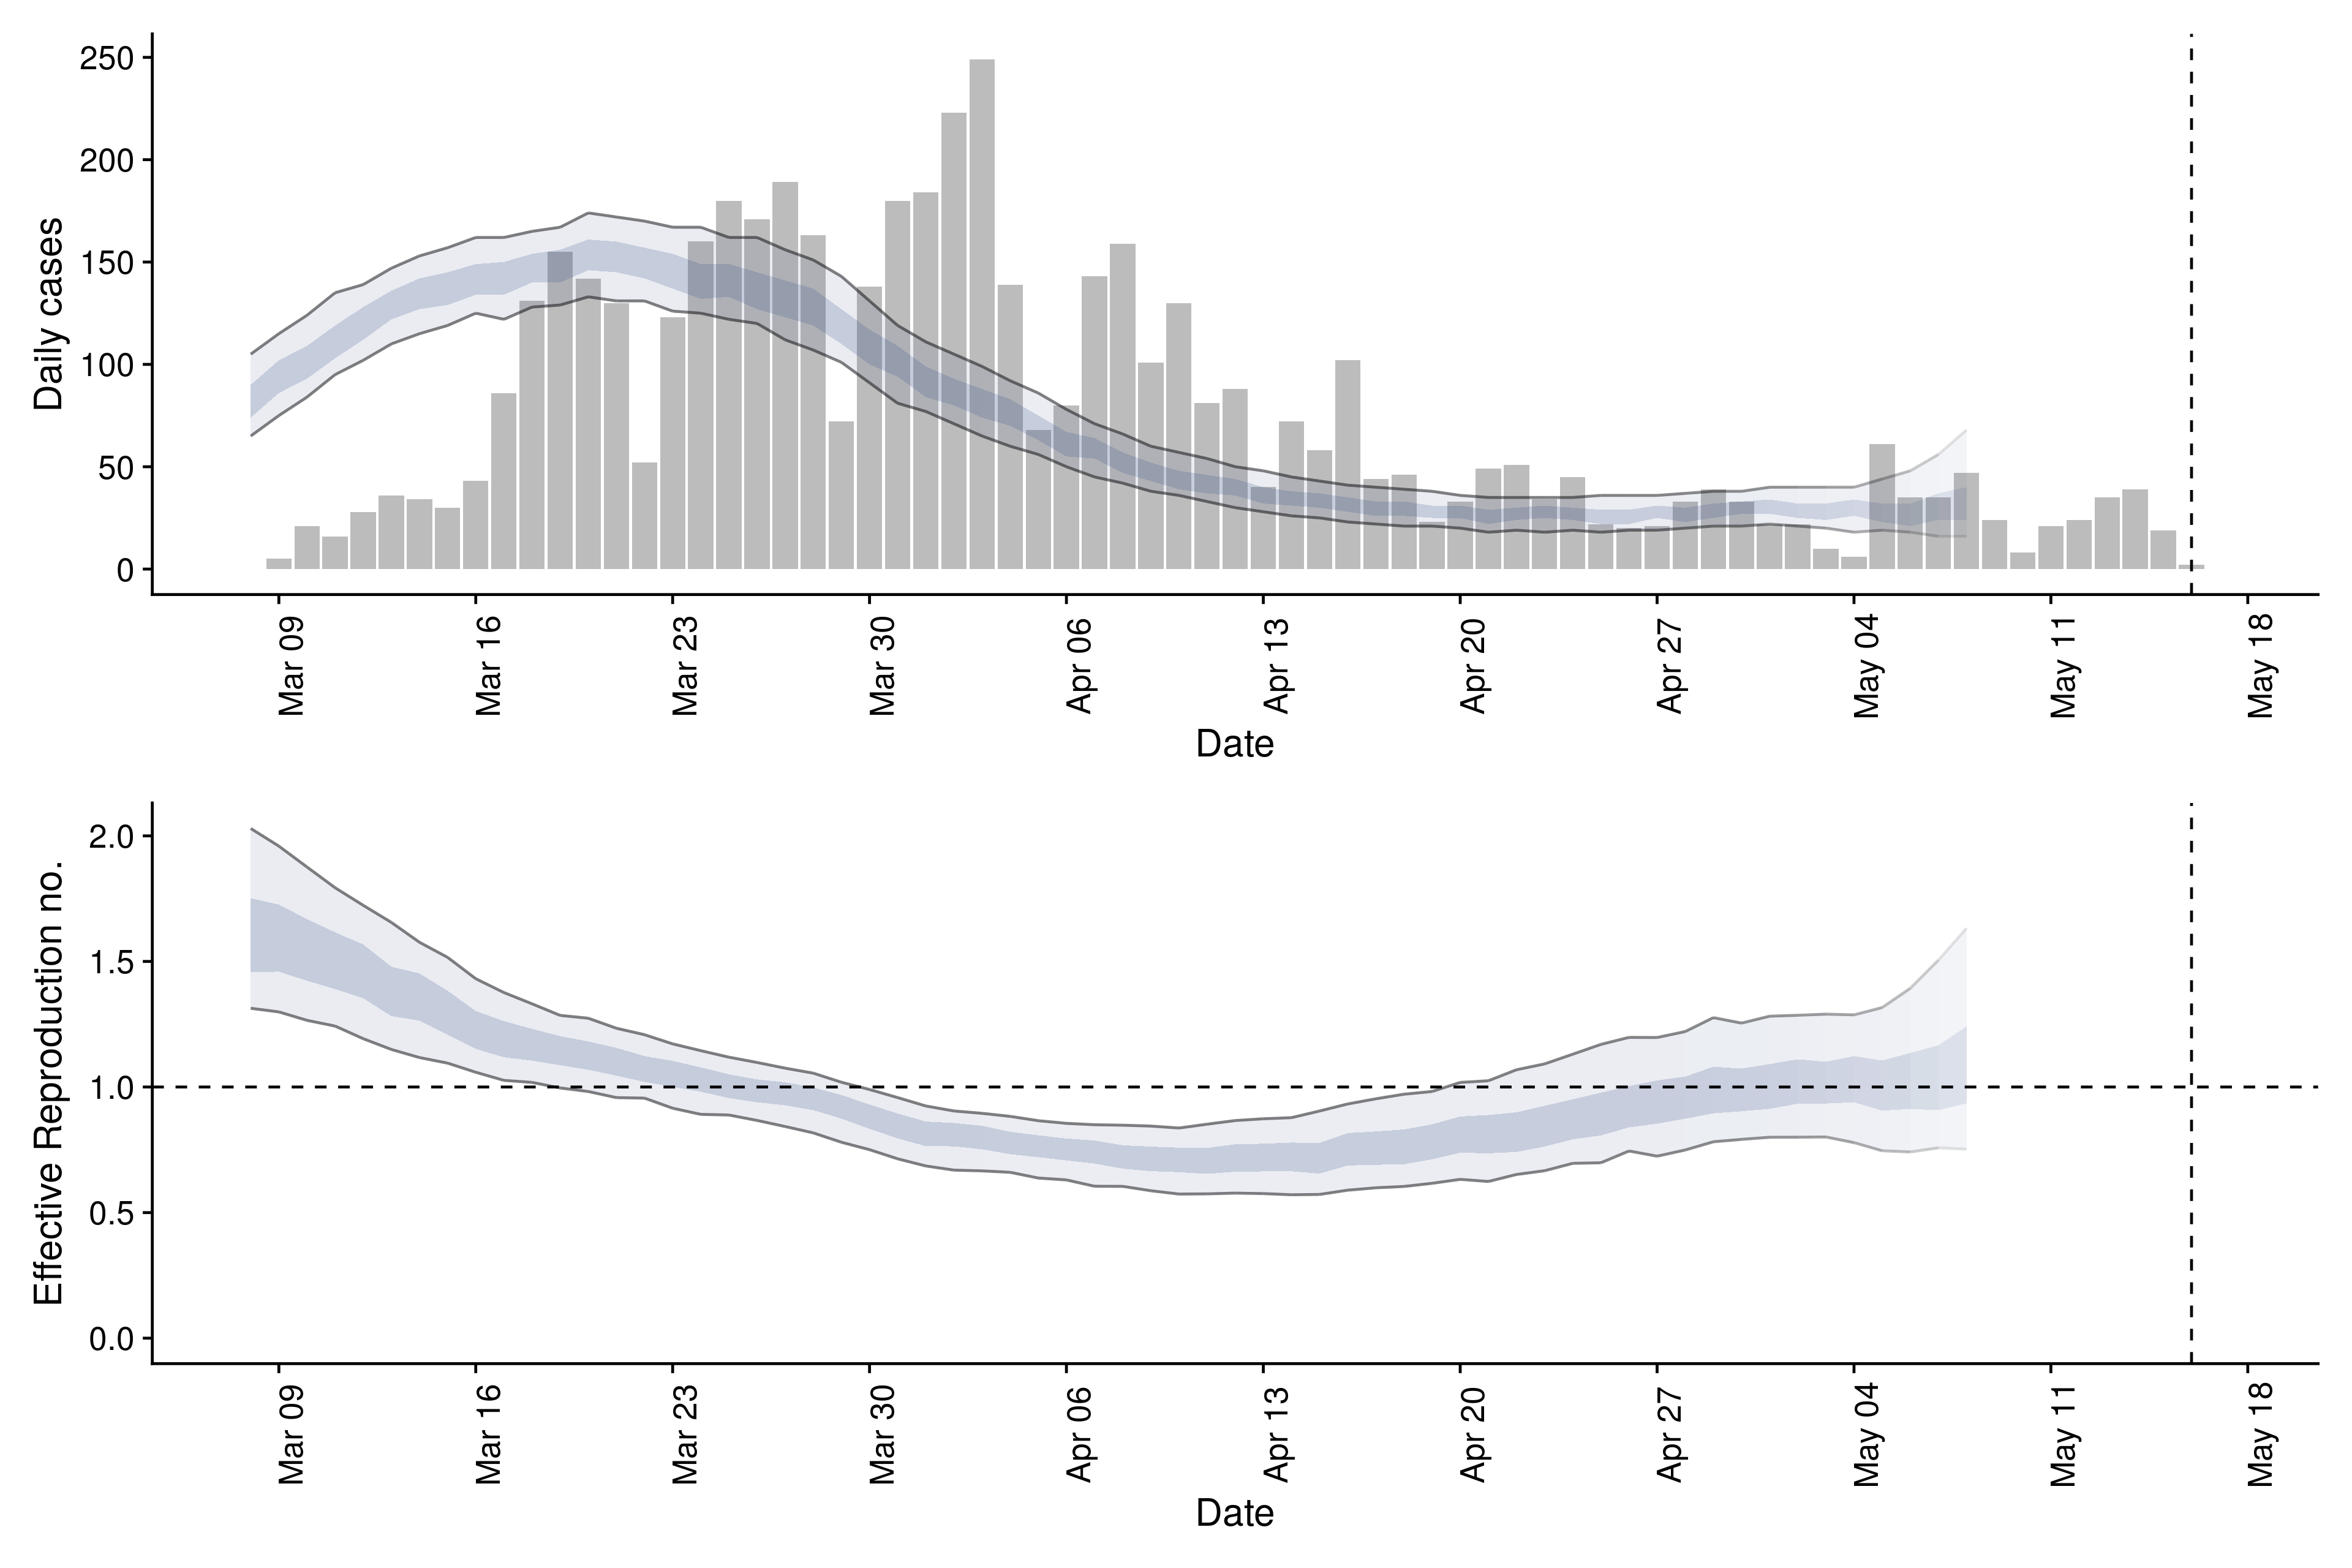 Daily cases
250
200
150
100
50
0
Mar 09
Mar 16
Mar 23
Mar 30
Apr 06
Apr 13
Apr 20
Apr 27
May 04
May 11
May 18
Date
Effective Reproduction no.
2.0
1.5
1.0
0.5
0.0
Mar 09
Mar 16
Mar 23
Mar 30
Apr 06
Apr 13
Apr 20
Apr 27
May 04
May 11
May 18
Date